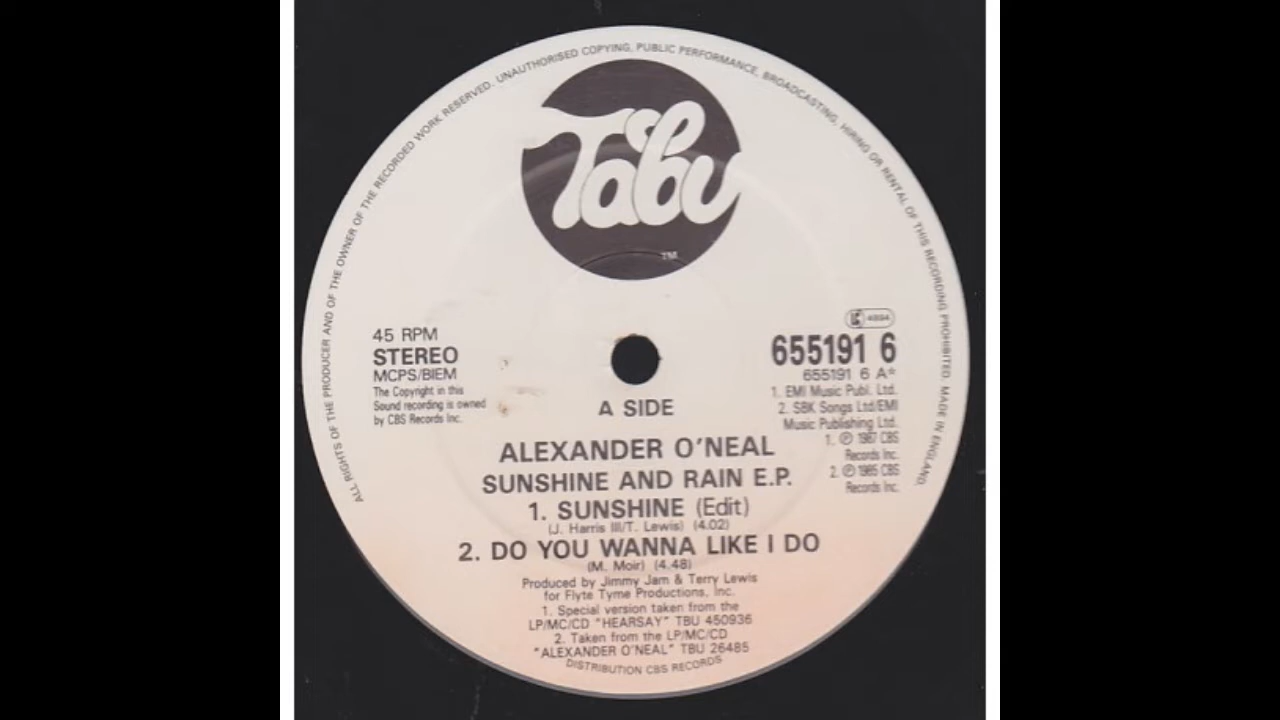 ALL RIGHTS OF THE PRODUCER AND OF THE OWNER OF THE RECORDED WORK RESERVED. UNAUTHORISED COPYING, PUBLIC PERFORMANCE, BROADCASTING, HIRING OR RENTAL OF THIS RECORDING PROHIBITED. MADE IN ENGLAND.
Tabu
TM
45 RPM
STEREO
MCPS/BIEM
The Copyright in this
Sound recording is owned
by CBS Records Inc.
LC 4994
655191 6
655191 6 A*
1. EMI Music Publ. Ltd.
2. SBK Songs Ltd/EMI
Music Publishing Ltd.
1. ℗ 1987 CBS
Records Inc.
2. ℗ 1985 CBS
Records Inc.
A SIDE
ALEXANDER O'NEAL
SUNSHINE AND RAIN E.P.
1. SUNSHINE (Edit)
(J. Harris III/T. Lewis) (4.02)
2. DO YOU WANNA LIKE I DO
(M. Moir) (4.48)
Produced by Jimmy Jam & Terry Lewis
for Flyte Tyme Productions, Inc.
1. Special version taken from the
LP/MC/CD "HEARSAY" TBU 450936
2. Taken from the LP/MC/CD
"ALEXANDER O'NEAL" TBU 26485
DISTRIBUTION CBS RECORDS